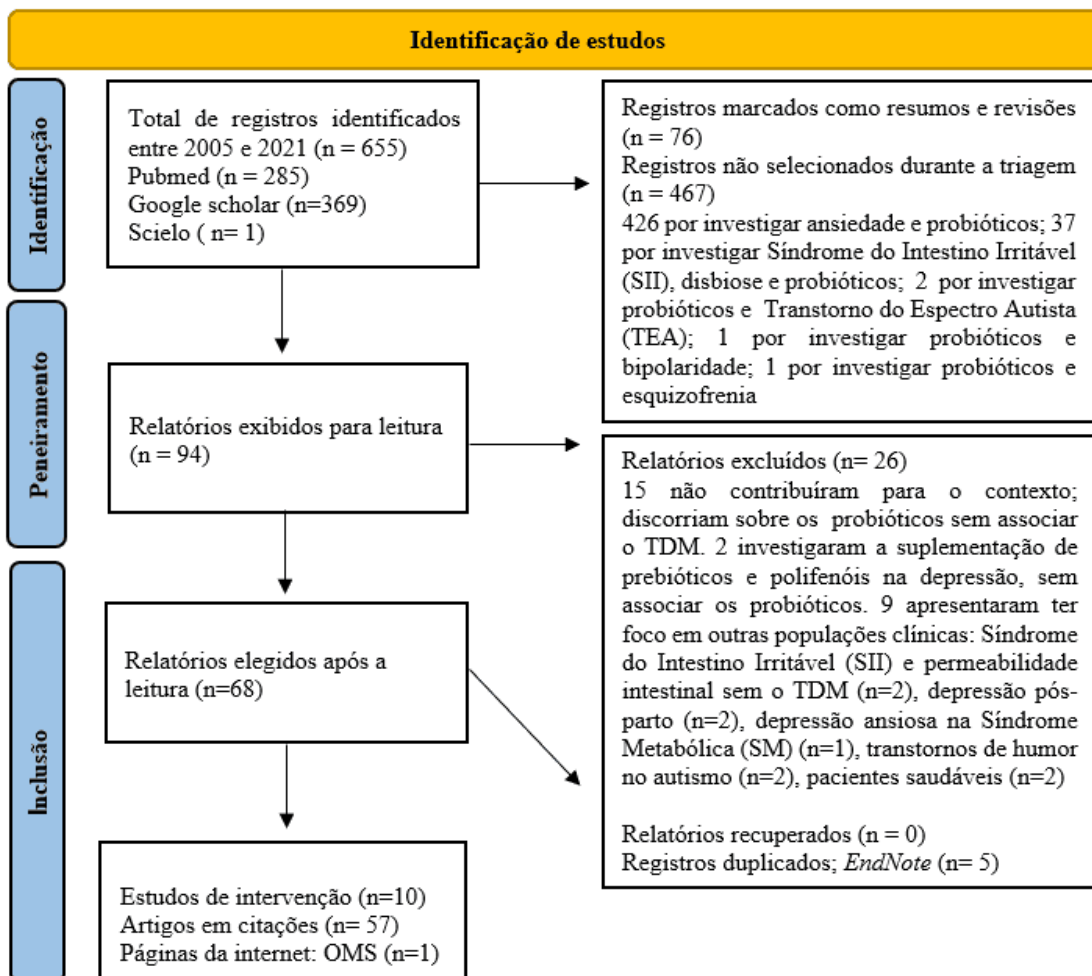 Identificação de estudos
Identificação
Total de registros identificados
entre 2005 e 2021 (n = 655)
Pubmed (n = 285)
Google scholar (n=369)
Scielo ( n= 1)
Registros marcados como resumos e revisões
(n = 76)
Registros não selecionados durante a triagem
(n = 467)
426 por investigar ansiedade e probióticos; 37
por investigar Síndrome do Intestino Irritável
(SII), disbiose e probióticos; 2 por investigar
probióticos e Transtorno do Espectro Autista
(TEA); 1 por investigar probióticos e
bipolaridade; 1 por investigar probióticos e
esquizofrenia
Peneiramento
Relatórios exibidos para leitura
(n = 94)
Relatórios excluídos (n= 26)
15 não contribuíram para o contexto;
discorriam sobre os probióticos sem associar
o TDM. 2 investigaram a suplementação de
prebióticos e polifenóis na depressão, sem
associar os probióticos. 9 apresentaram ter
foco em outras populações clínicas: Síndrome
do Intestino Irritável (SII) e permeabilidade
intestinal sem o TDM (n=2), depressão pós-
parto (n=2), depressão ansiosa na Síndrome
Metabólica (SM) (n=1), transtornos de humor
no autismo (n=2), pacientes saudáveis (n=2)
Relatórios recuperados (n = 0)
Registros duplicados; EndNote (n= 5)
Inclusão
Relatórios elegidos após a
leitura (n=68)
Estudos de intervenção (n=10)
Artigos em citações (n= 57)
Páginas da internet: OMS (n=1)